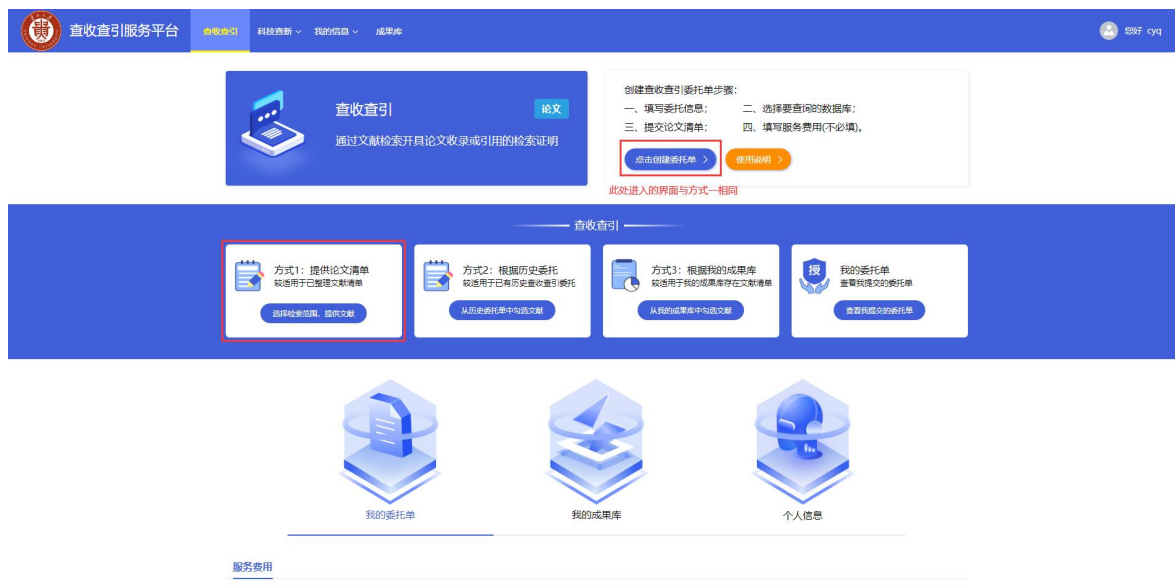 查收查引服务平台
查收查引
科技查新
我的信息
成果库
您好 cyq
查收查引
论文
通过文献检索开具论文收录或引用的检索证明
创建查收查引委托单步骤：
一、填写委托信息； 二、选择要查询的数据库；
三、提交论文清单； 四、填写服务费用(不必填)。
点击创建委托单 >
使用说明 >
此处进入的界面与方式一相同
查收查引
方式1：提供论文清单
较适用于已整理文献清单
选择检索范围，提供文献
方式2：根据历史委托
较适用于已有历史查收查引委托
从历史委托单中勾选文献
方式3：根据我的成果库
较适用于我的成果库存在文献清单
从我的成果库中勾选文献
授
我的委托单
查看我提交的委托单
查看我提交的委托单
我的委托单
我的成果库
个人信息
服务费用